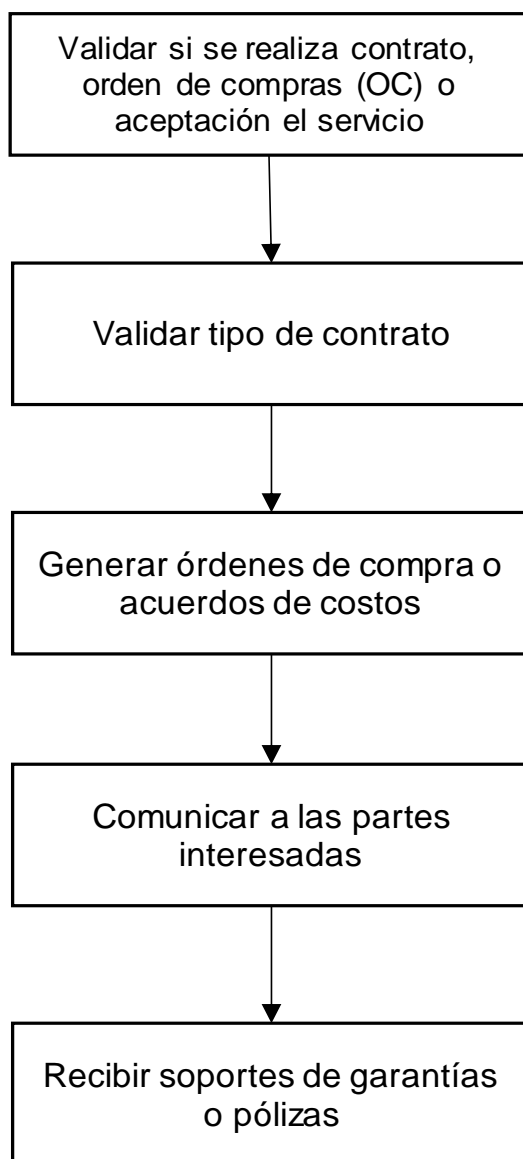 Validar si se realiza contrato,
orden de compras (OC) o
aceptación el servicio
Validar tipo de contrato
Generar órdenes de compra o
acuerdos de costos
Comunicar a las partes
interesadas
Recibir soportes de garantías
o pólizas